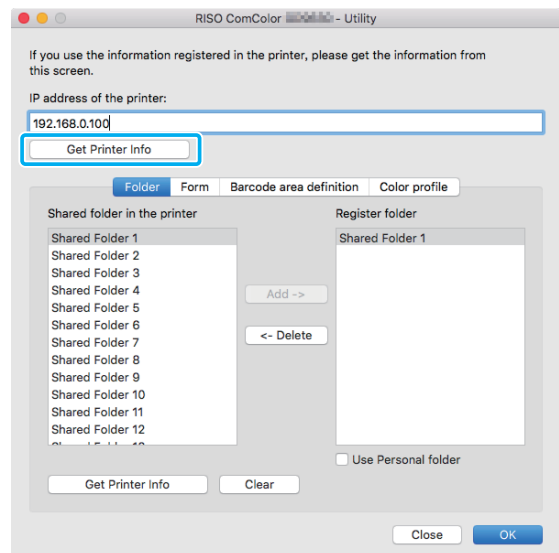 RISO ComColor - Utility
If you use the information registered in the printer, please get the information from
this screen.
IP address of the printer:
192.168.0.100
Get Printer Info
Folder Form Barcode area definition Color profile
Shared folder in the printer
Register folder
Shared Folder 1
Shared Folder 2
Shared Folder 3
Shared Folder 4
Shared Folder 5
Shared Folder 6
Shared Folder 7
Shared Folder 8
Shared Folder 9
Shared Folder 10
Shared Folder 11
Shared Folder 12
Add ->
<- Delete
Shared Folder 1
Use Personal folder
Get Printer Info
Clear
Close
OK